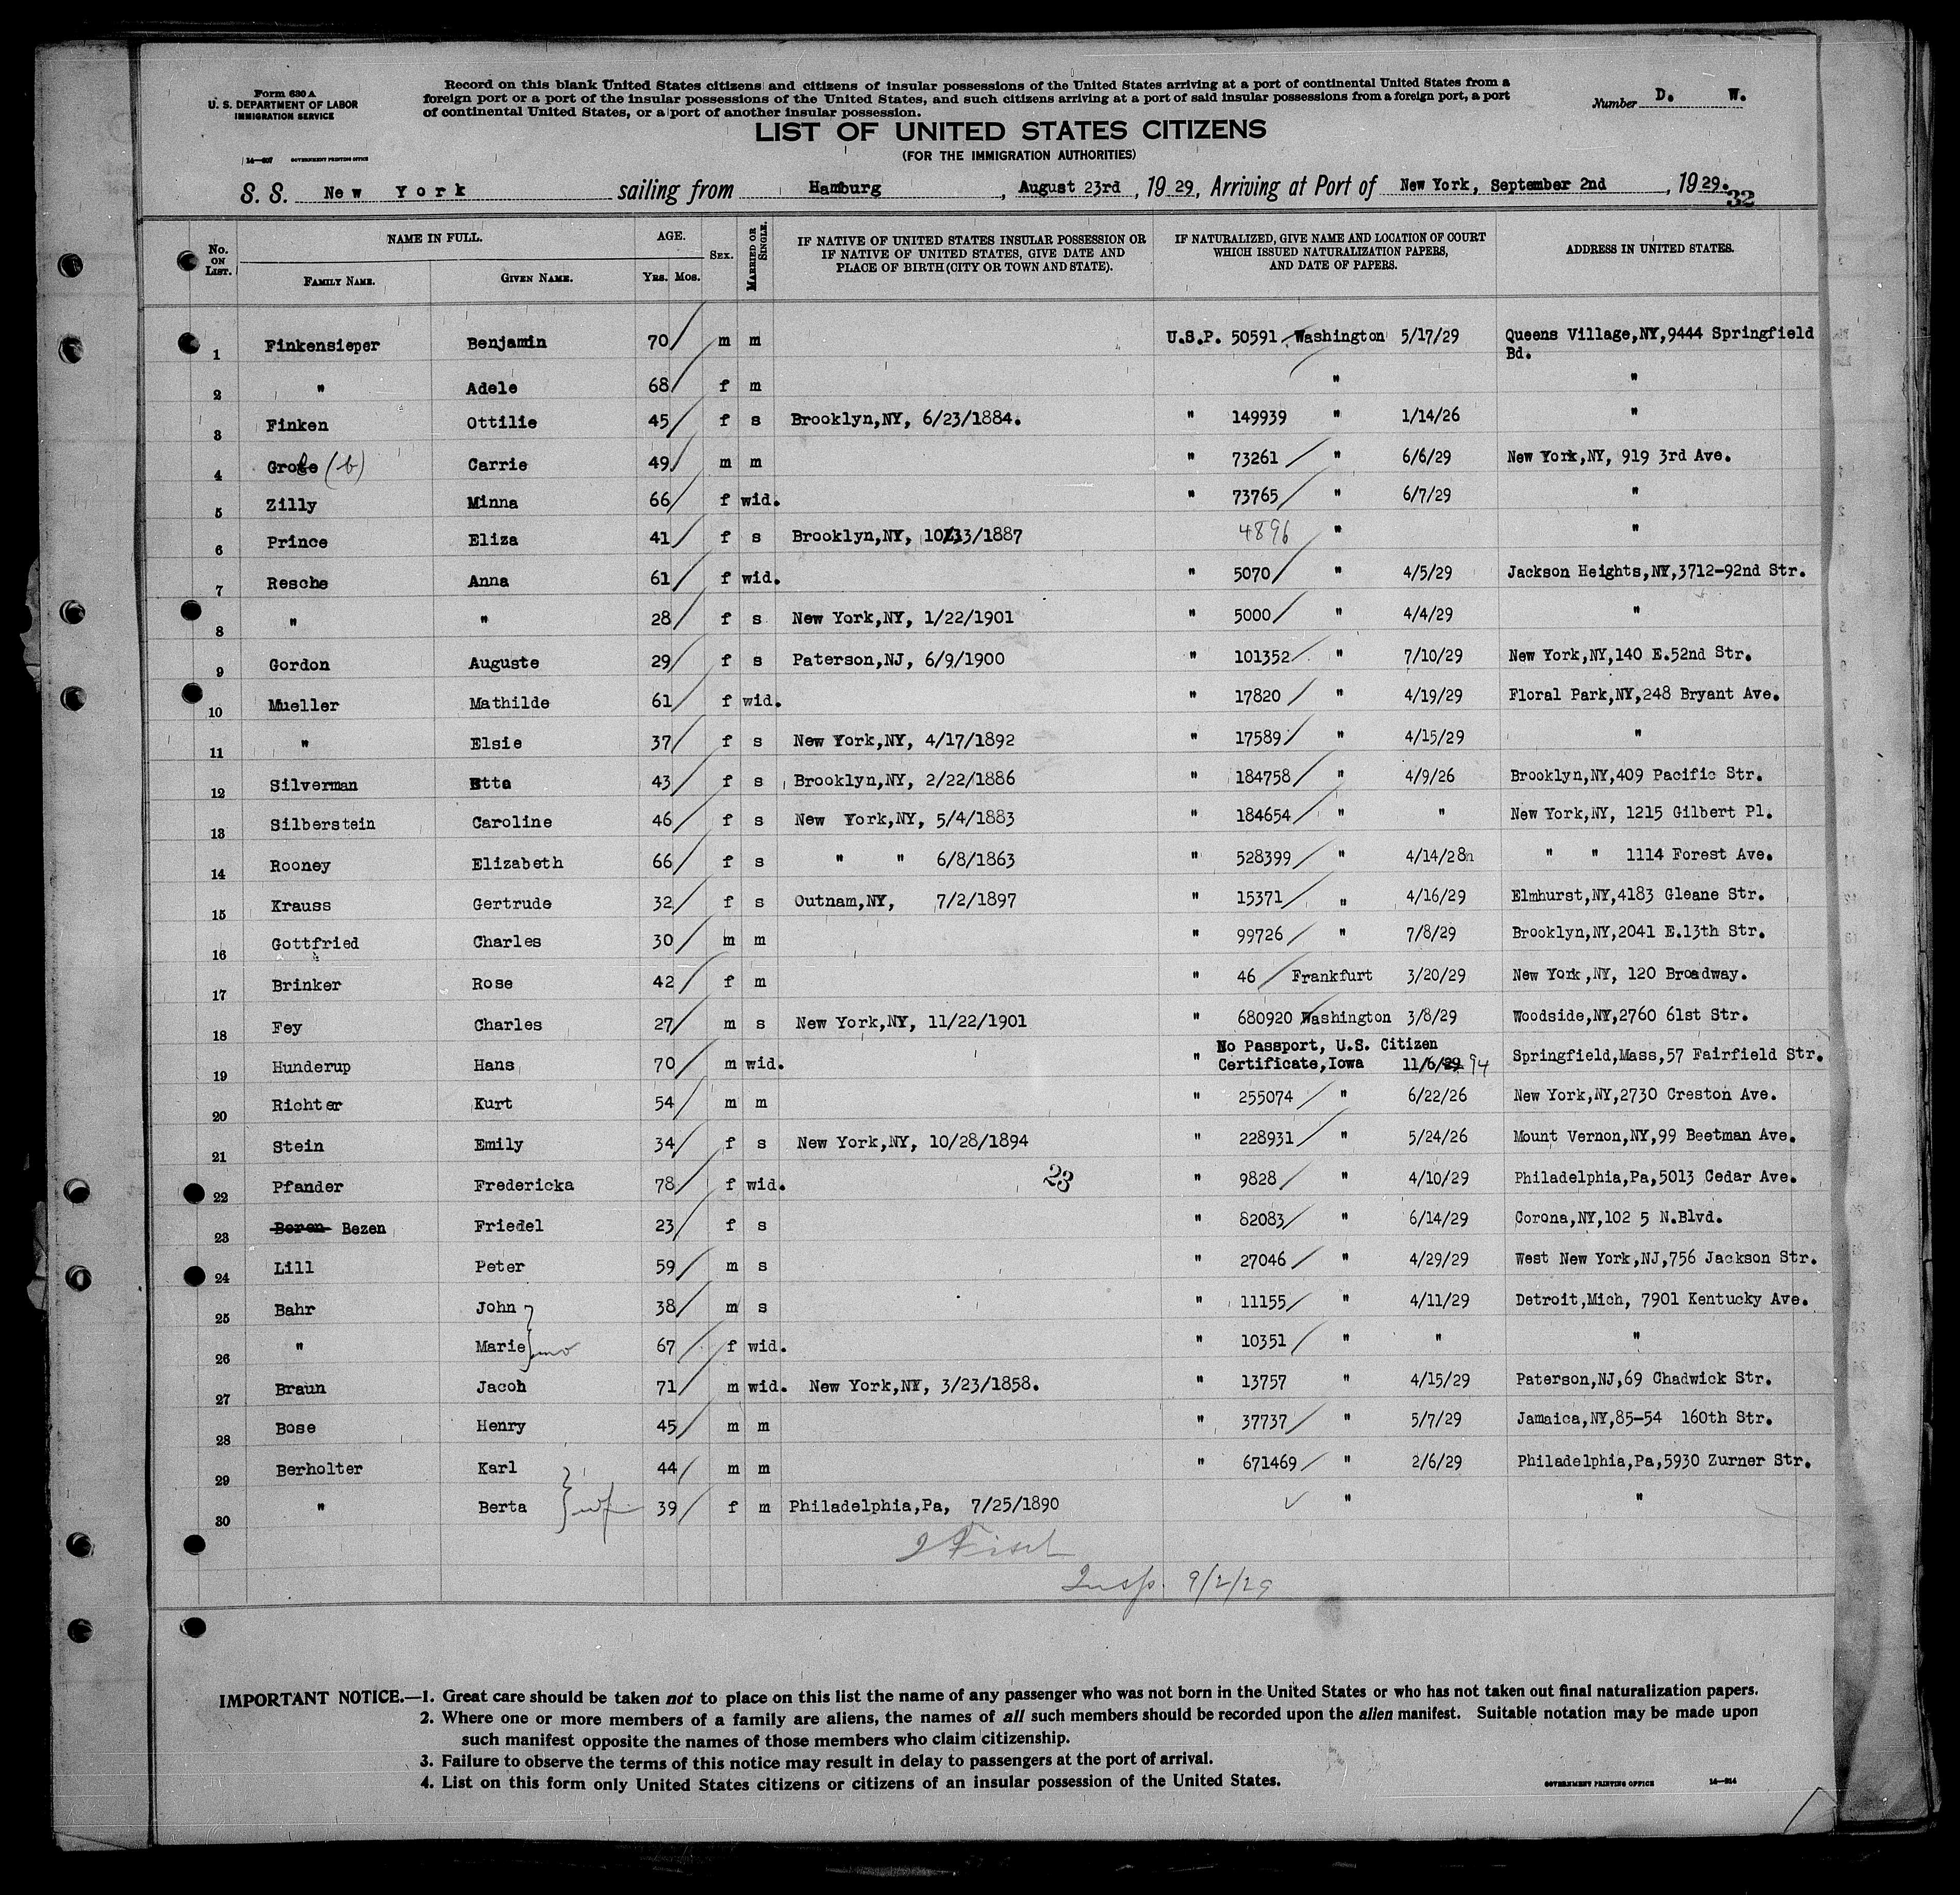 Form 630 A
U. S. DEPARTMENT OF LABOR
IMMIGRATION SERVICE
14—607 GOVERNMENT PRINTING OFFICE
Record on this blank United States citizens and citizens of insular possessions of the United States arriving at a port of continental United States from a
foreign port or a port of the insular possessions of the United States, and such citizens arriving at a port of said insular possessions from a foreign port, a port
of continental United States, or a port of another insular possession.
Number D. W.
LIST OF UNITED STATES CITIZENS
(FOR THE IMMIGRATION AUTHORITIES)
S. S. New York sailing from Hamburg, August 23rd, 1929, Arriving at Port of New York, September 2nd, 1929.
32
No. ON LIST. NAME IN FULL. FAMILY NAME. GIVEN NAME. AGE. YRS. MOS. SEX. MARRIED OR SINGLE. IF NATIVE OF UNITED STATES INSULAR POSSESSION OR IF NATIVE OF UNITED STATES, GIVE DATE AND PLACE OF BIRTH (CITY OR TOWN AND STATE). IF NATURALIZED, GIVE NAME AND LOCATION OF COURT WHICH ISSUED NATURALIZATION PAPERS, AND DATE OF PAPERS. ADDRESS IN UNITED STATES.
1 Finkensieper Benjamin 70 m m U.S.P. 50591 Washington 5/17/29 Queens Village,NY,9444 Springfield
Bd.
2 " Adele 68 f m " "
3 Finken Ottilie 45 f s Brooklyn,NY, 6/23/1884. " 149939 " 1/14/26 "
4 (b) Carrie 49 m m " 73261 " 6/6/29 New York,NY, 919 3rd Ave.
5 Zilly Minna 66 f wid. " 73765 " 6/7/29 "
6 Prince Eliza 41 f s Brooklyn,NY, 10/13/1887 4896 " "
7 Resche Anna 61 f wid. " 5070 " 4/5/29 Jackson Heights,NY,3712-92nd Str.
8 " " 28 f s New York,NY, 1/22/1901 " 5000 " 4/4/29 "
9 Gordon Auguste 29 f s Paterson,NJ, 6/9/1900 " 101352 " 7/10/29 New York,NY,140 E.52nd Str.
10 Mueller Mathilde 61 f wid. " 17820 " 4/19/29 Floral Park,NY,248 Bryant Ave.
11 " Elsie 37 f s New York,NY, 4/17/1892 " 17589 " 4/15/29 "
12 Silverman Etta 43 f s Brooklyn,NY, 2/22/1886 " 184758 " 4/9/26 Brooklyn,NY,409 Pacific Str.
13 Silberstein Caroline 46 f s New York,NY, 5/4/1883 " 184654 " " New York,NY, 1215 Gilbert Pl.
14 Rooney Elizabeth 66 f s " " 6/8/1863 " 528399 " 4/14/28 " " 1114 Forest Ave.
15 Krauss Gertrude 32 f s Outnam,NY, 7/2/1897 " 15371 " 4/16/29 Elmhurst,NY,4183 Gleane Str.
16 Gottfried Charles 30 m m " 99726 " 7/8/29 Brooklyn,NY,2041 E.13th Str.
17 Brinker Rose 42 f m " 46 Frankfurt 3/20/29 New York,NY, 120 Broadway.
18 Fey Charles 27 m s New York,NY, 11/22/1901 " 680920 Washington 3/8/29 Woodside,NY,2760 61st Str.
19 Hunderup Hans 70 m wid. " No Passport, U.S. Citizen
Certificate,Iowa 11/6/29 94 Springfield,Mass,57 Fairfield Str.
20 Richter Kurt 54 m m " 255074 " 6/22/26 New York,NY,2730 Creston Ave.
21 Stein Emily 34 f s New York,NY, 10/28/1894 " 228931 " 5/24/26 Mount Vernon,NY,99 Beetman Ave.
22 Pfander Fredericka 78 f wid. 23 " 9828 " 4/10/29 Philadelphia,Pa,5013 Cedar Ave.
23 Beren Bezen Friedel 23 f s " 82083 " 6/14/29 Corona,NY,102 5 N.Blvd.
24 Lill Peter 59 m s " 27046 " 4/29/29 West New York,NJ,756 Jackson Str.
25 Bahr John 38 m s " 11155 " 4/11/29 Detroit,Mich, 7901 Kentucky Ave.
26 " Marie mo 67 f wid. " 10351 " " "
27 Braun Jacob 71 m wid. New York,NY, 3/23/1858. " 13757 " 4/15/29 Paterson,NJ,69 Chadwick Str.
28 Bose Henry 45 m m " 37737 " 5/7/29 Jamaica,NY,85-54 160th Str.
29 Berholter Karl 44 m m " 671469 " 2/6/29 Philadelphia,Pa,5930 Zurner Str.
30 " Berta wf 39 f m Philadelphia,Pa, 7/25/1890 " "
Insp. 9/2/29
IMPORTANT NOTICE.—1. Great care should be taken not to place on this list the name of any passenger who was not born in the United States or who has not taken out final naturalization papers.
2. Where one or more members of a family are aliens, the names of all such members should be recorded upon the alien manifest. Suitable notation may be made upon
such manifest opposite the names of those members who claim citizenship.
3. Failure to observe the terms of this notice may result in delay to passengers at the port of arrival.
4. List on this form only United States citizens or citizens of an insular possession of the United States.
GOVERNMENT PRINTING OFFICE 14—214